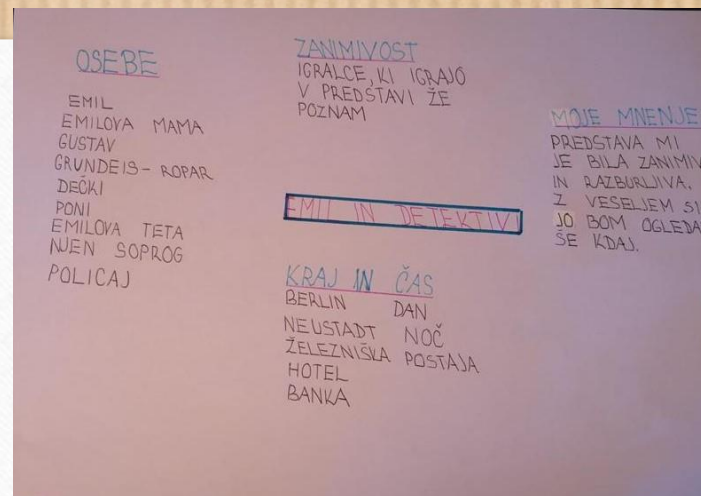 OSEBE
EMIL
EMILOVA MAMA
GUSTAV
GRUNDEIS - ROPAR
DEČKI
PONI
EMILOVA TETA
NJEN SOPROG
POLICAJ
ZANIMIVOST
IGRALCE, KI IGRAJO
V PREDSTAVI ŽE
POZNAM
EMIL IN DETEKTIVI
KRAJ IN ČAS
BERLIN DAN
NEUSTADT NOČ
ŽELEZNIŠKA POSTAJA
HOTEL
BANKA
MOJE MNENJE
PREDSTAVA MI
JE BILA ZANIMIV
IN RAZBURLJIVA.
Z VESELJEM SI
JO BOM OGLEDA
ŠE KDAJ.